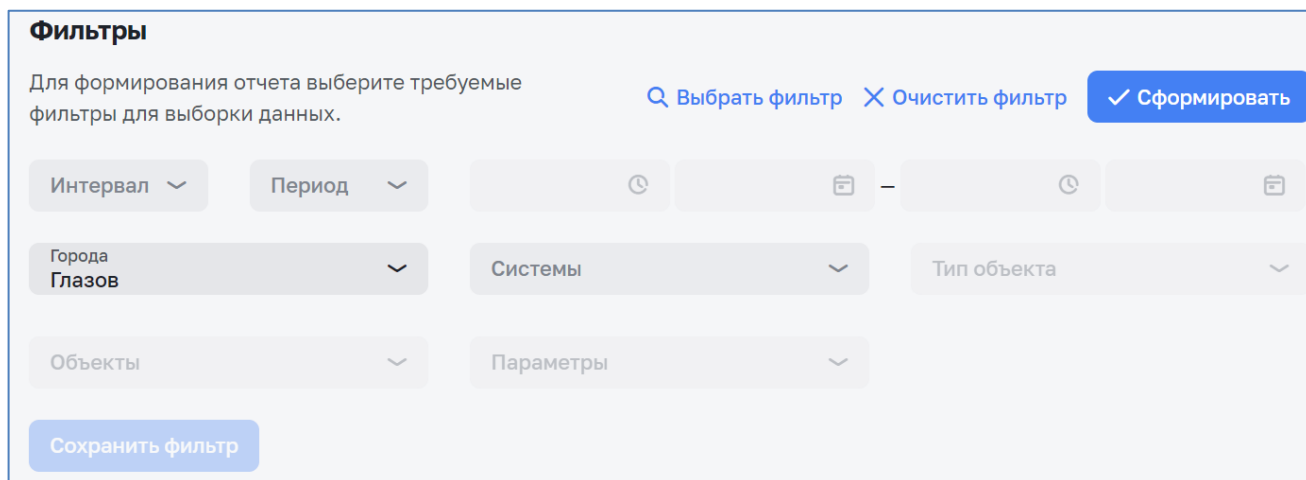 Фильтры
Для формирования отчета выберите требуемые
фильтры для выборки данных.
Выбрать фильтр Очистить фильтр Сформировать
Интервал Период –
Города
Глазов
Системы Тип объекта
Объекты Параметры
Сохранить фильтр